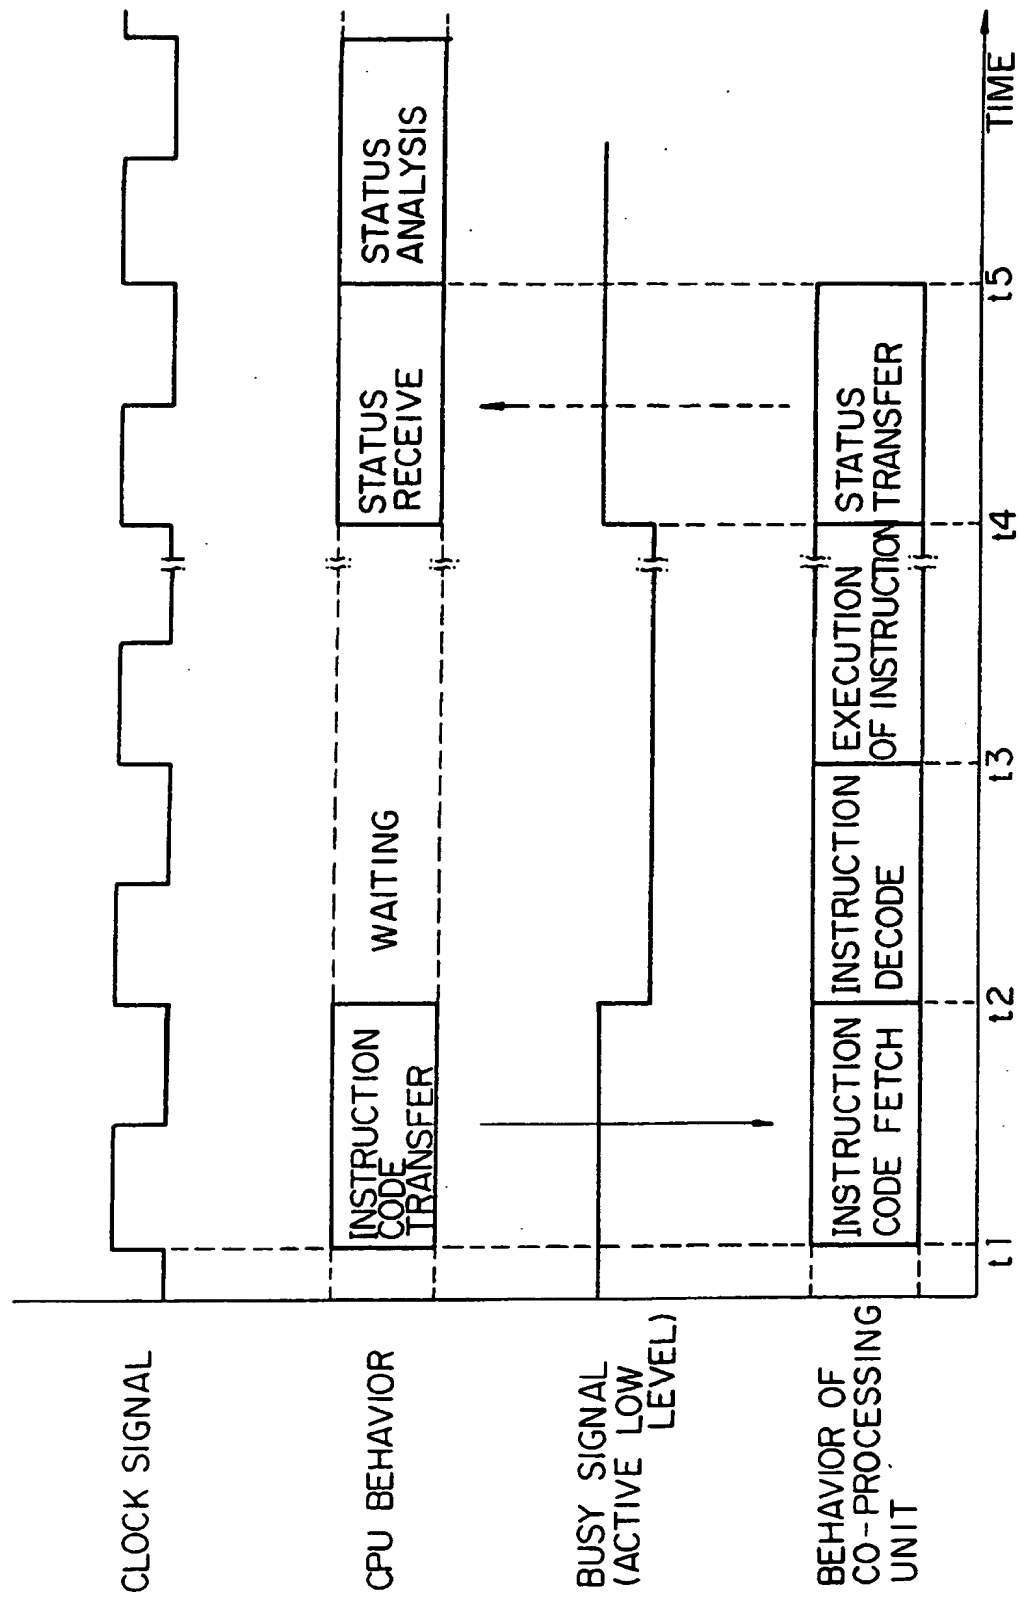 CLOCK SIGNAL
CPU BEHAVIOR
INSTRUCTION
CODE
TRANSFER
WAITING
STATUS
RECEIVE
STATUS
ANALYSIS
BUSY SIGNAL
(ACTIVE LOW
LEVEL)
BEHAVIOR OF
CO-PROCESSING
UNIT
INSTRUCTION
CODE FETCH
INSTRUCTION
DECODE
EXECUTION
OF INSTRUCTION
STATUS
TRANSFER
t1
t2
t3
t4
t5
TIME